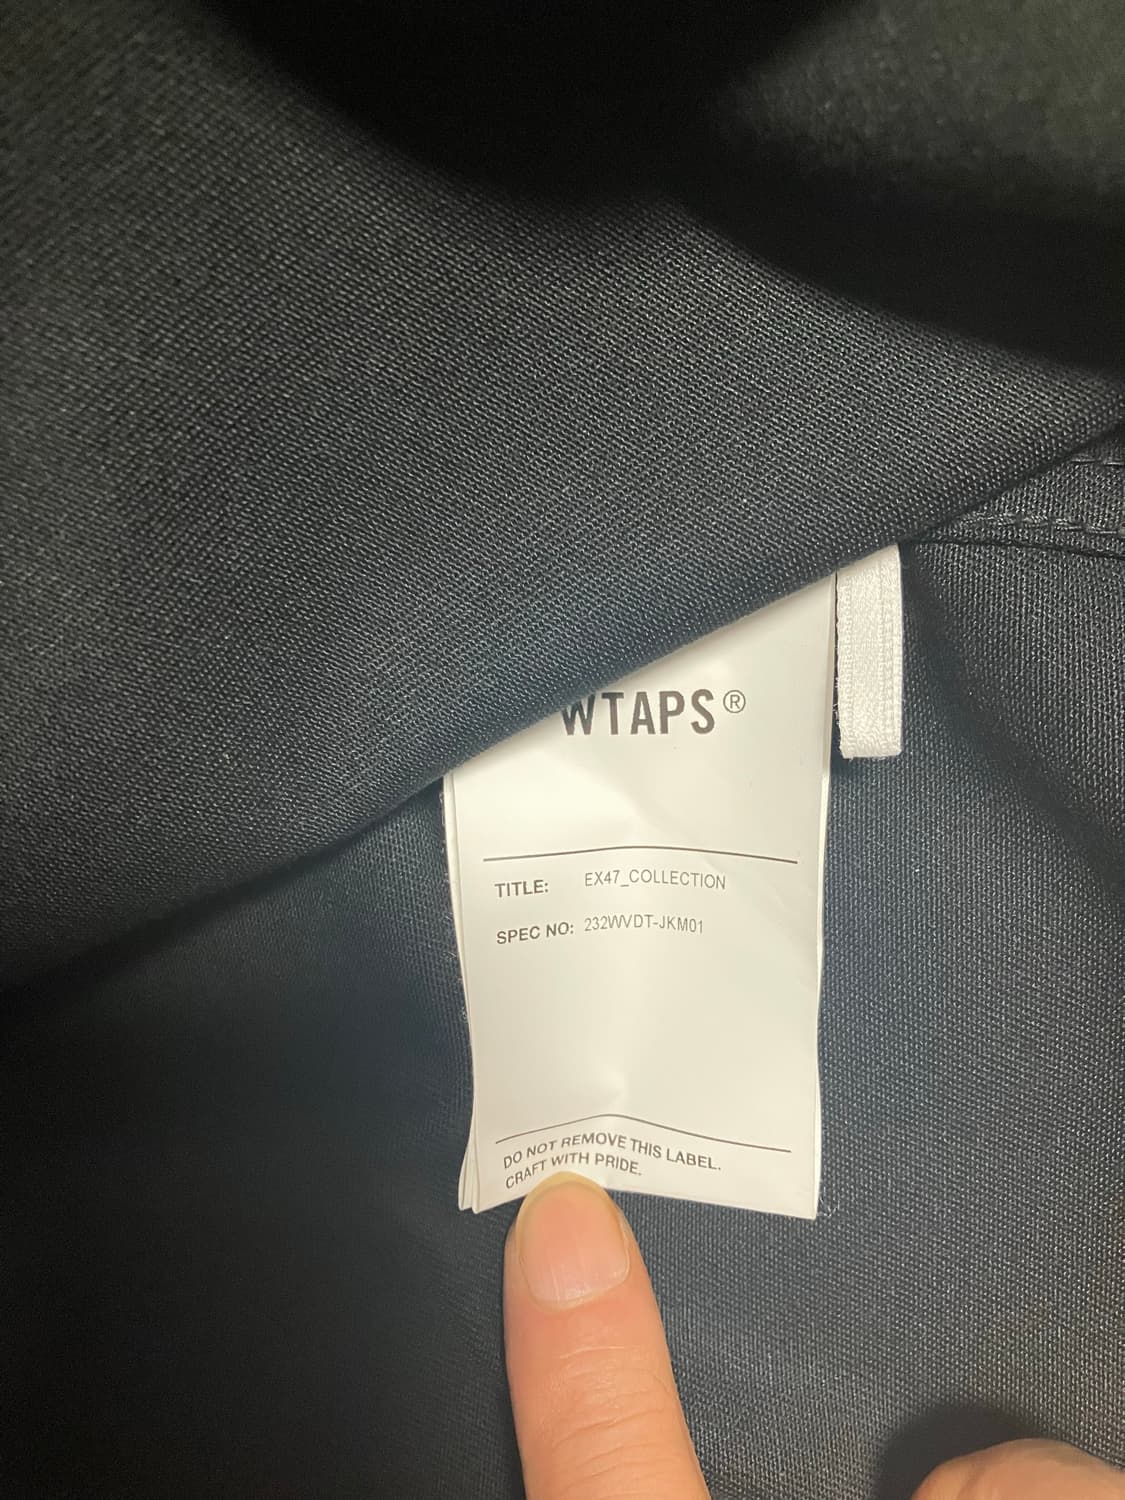 WTAPS®
TITLE: EX47_COLLECTION
SPEC NO: 232WVDT-JKM01
DO NOT REMOVE THIS LABEL.
CRAFT WITH PRIDE.